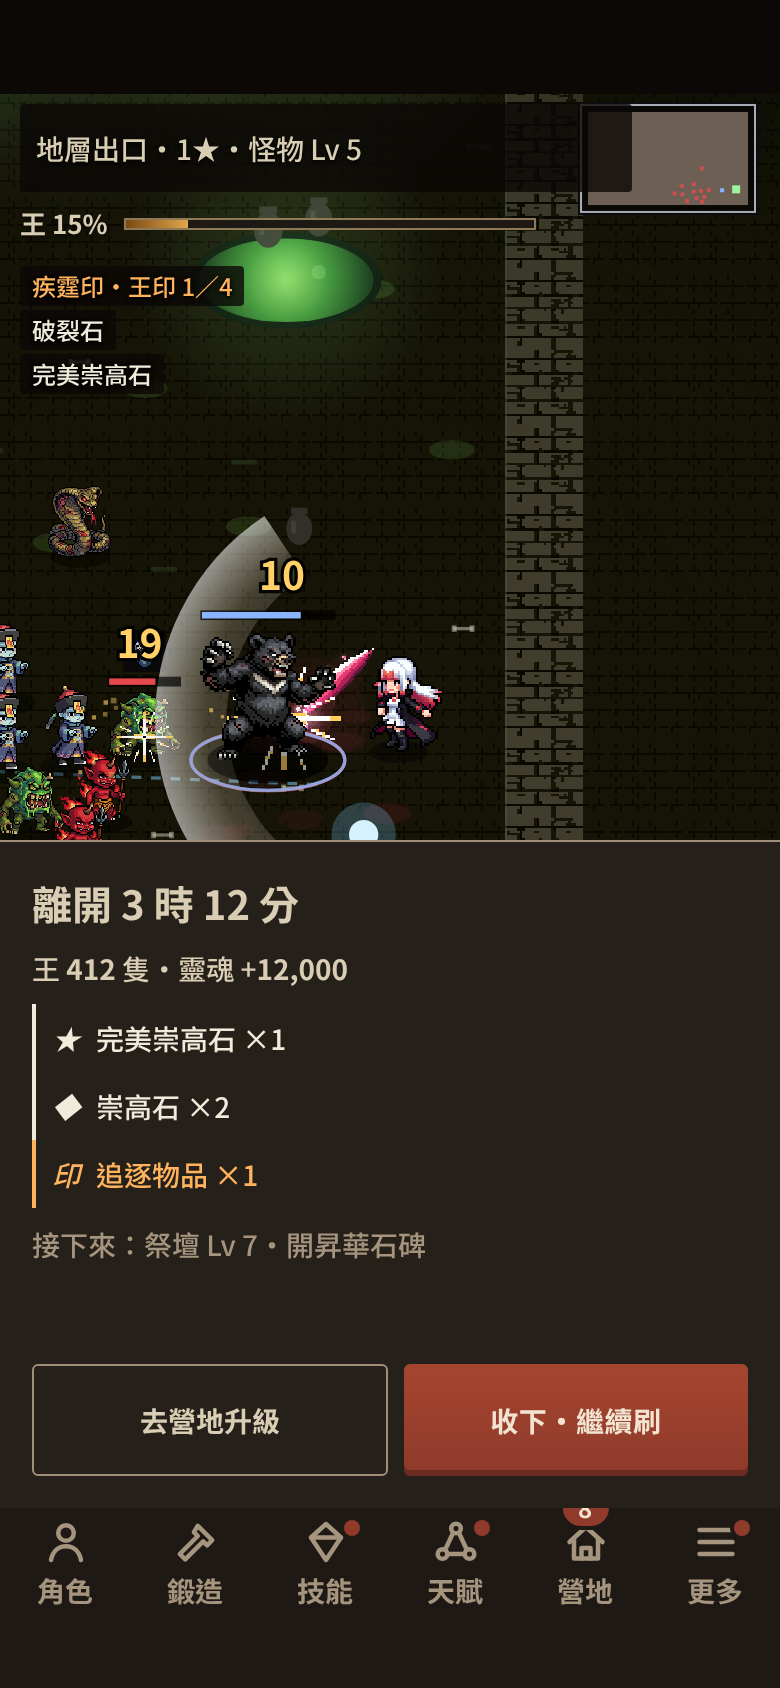 地層出口・1★・怪物 Lv 5
王 15%
疾霆印・王印 1／4
破裂石
完美崇高石
10
19
離開 3 時 12 分
王 412 隻・靈魂 +12,000
★ 完美崇高石 ×1
◆ 崇高石 ×2
印 追逐物品 ×1
接下來：祭壇 Lv 7・開昇華石碑
去營地升級
收下・繼續刷
8
角色
鍛造
技能
天賦
營地
更多